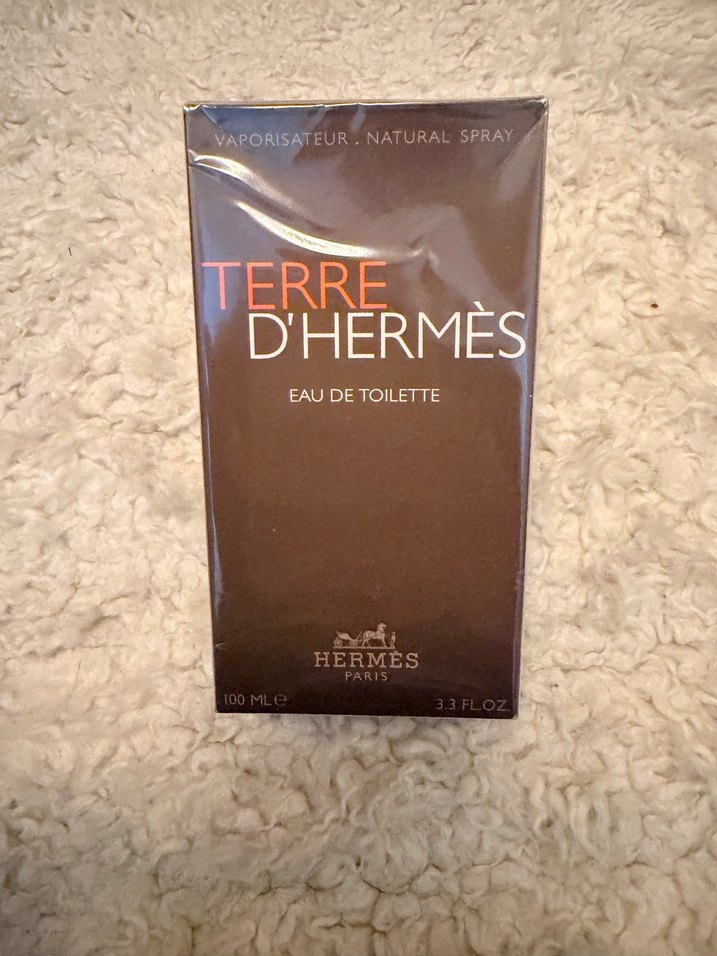 VAPORISATEUR . NATURAL SPRAY
TERRE
D'HERMÈS
EAU DE TOILETTE
HERMÈS
PARIS
100 ML ℮
3.3 FL.OZ.